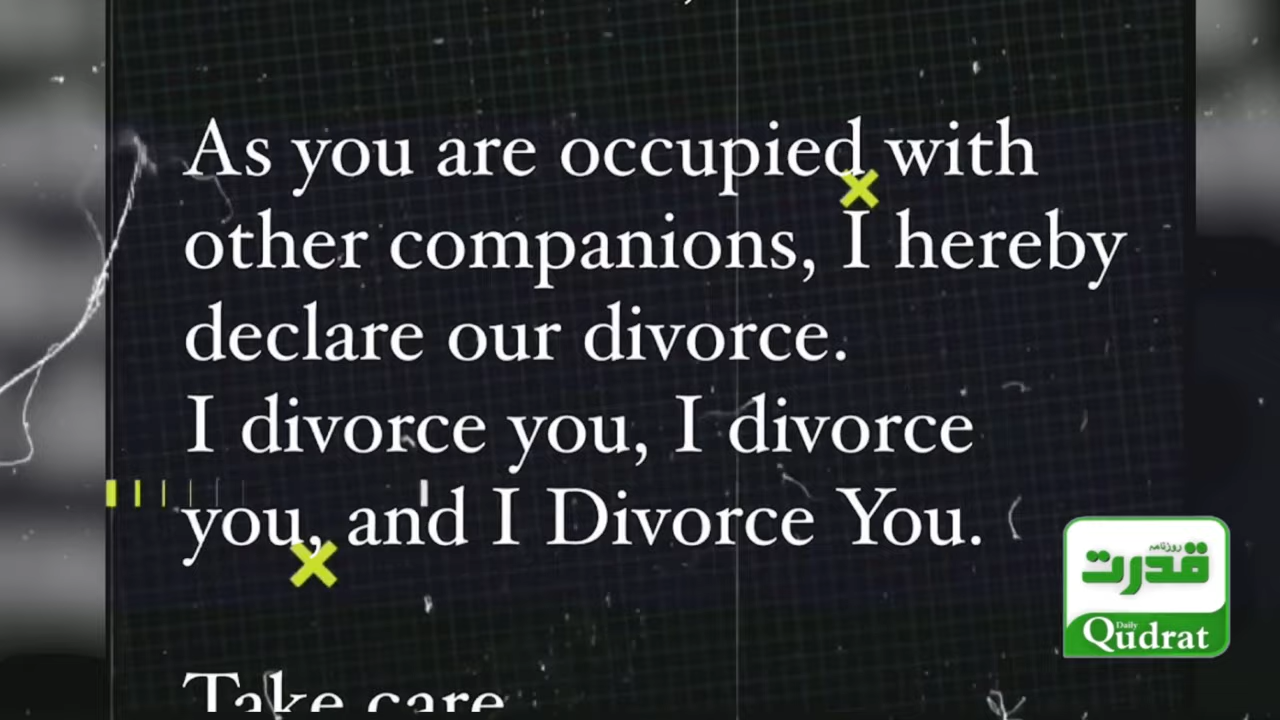 As you are occupied with
other companions, I hereby
declare our divorce.
I divorce you, I divorce
you, and I Divorce You.
Take care
روزنامہ
قدرت
Daily
Qudrat